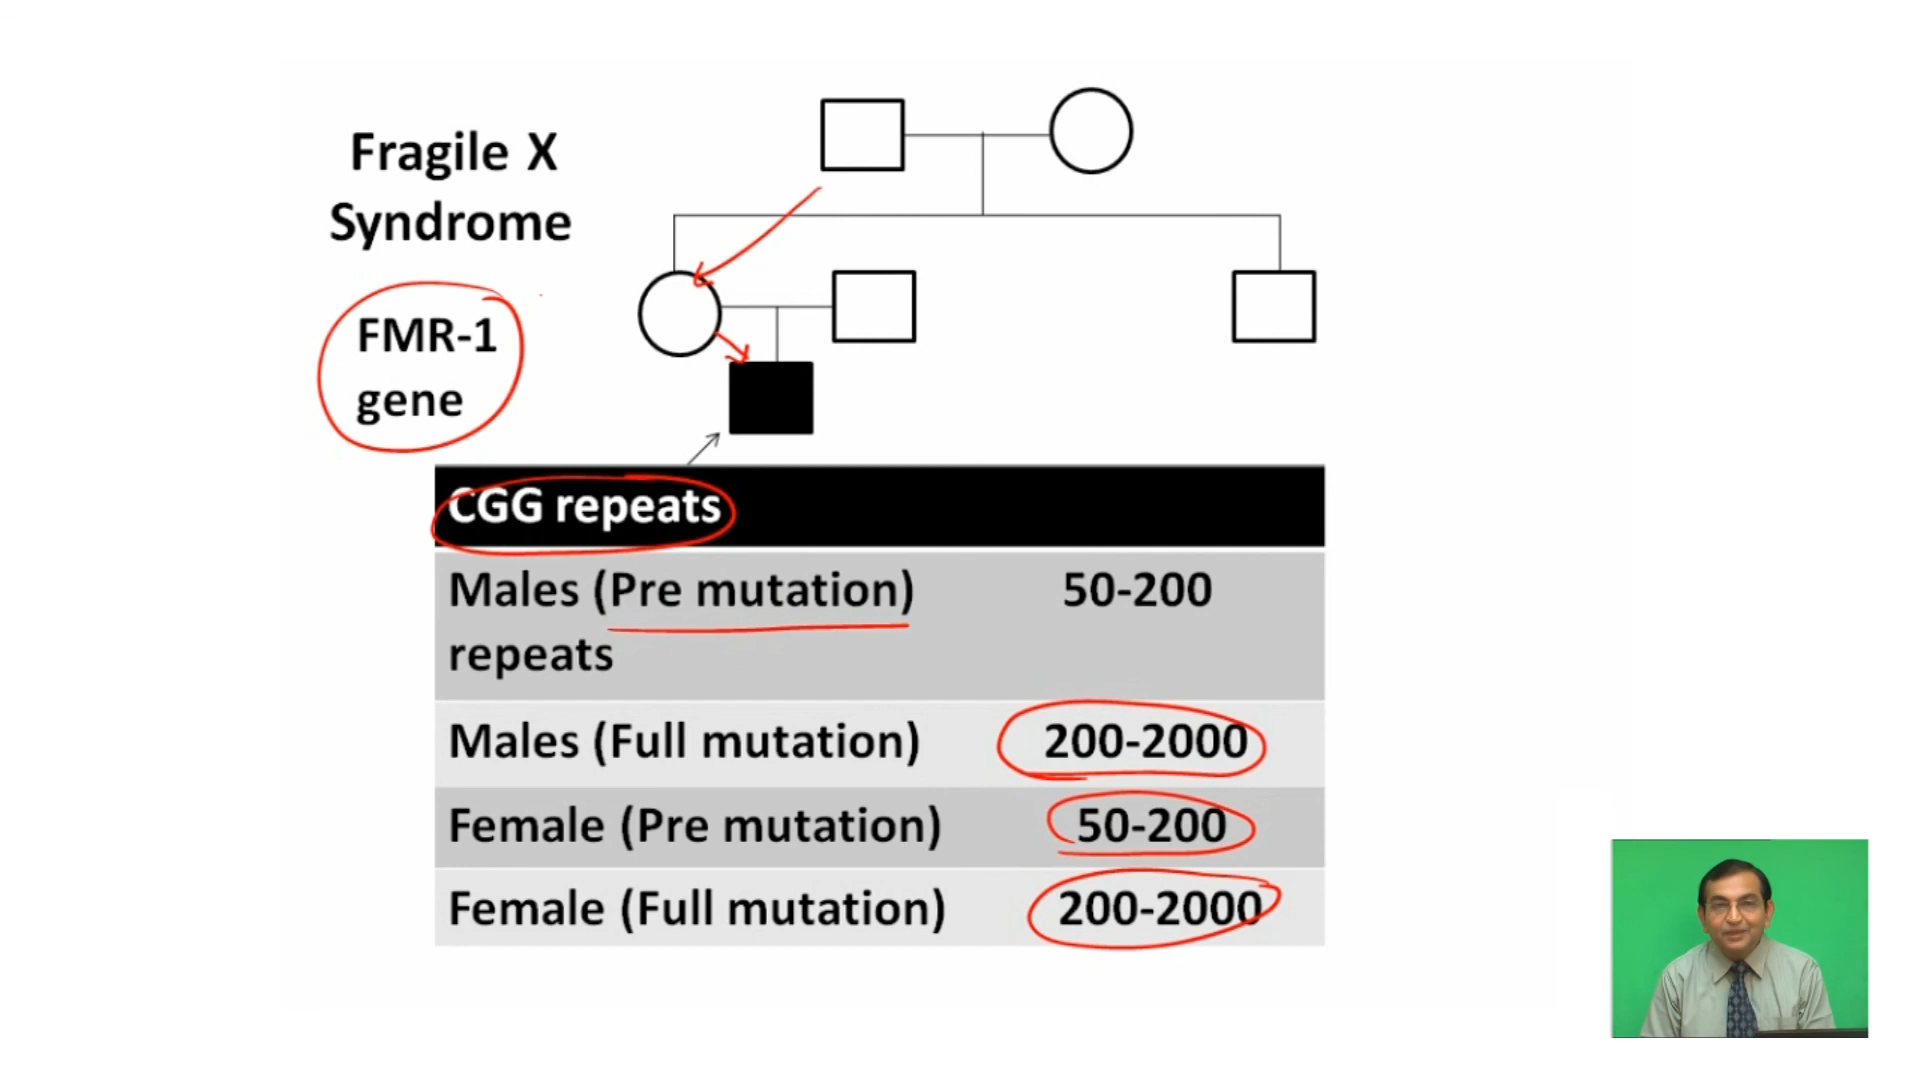 Fragile X
Syndrome
FMR-1
gene
CGG repeats
Males (Pre mutation) 50-200
repeats
Males (Full mutation) 200-2000
Female (Pre mutation) 50-200
Female (Full mutation) 200-2000